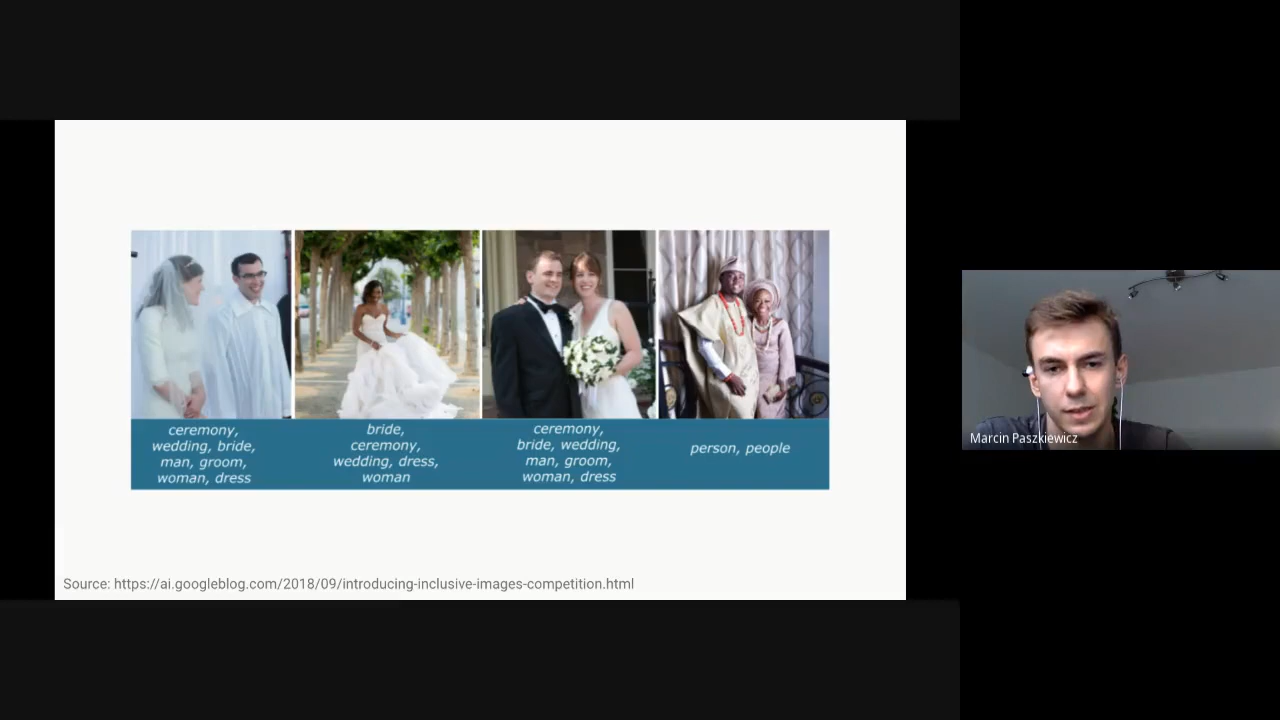 ceremony,
wedding, bride,
man, groom,
woman, dress
bride,
ceremony,
wedding, dress,
woman
ceremony,
bride, wedding,
man, groom,
woman, dress
person, people
Source: https://ai.googleblog.com/2018/09/introducing-inclusive-images-competition.html
Marcin Paszkiewicz